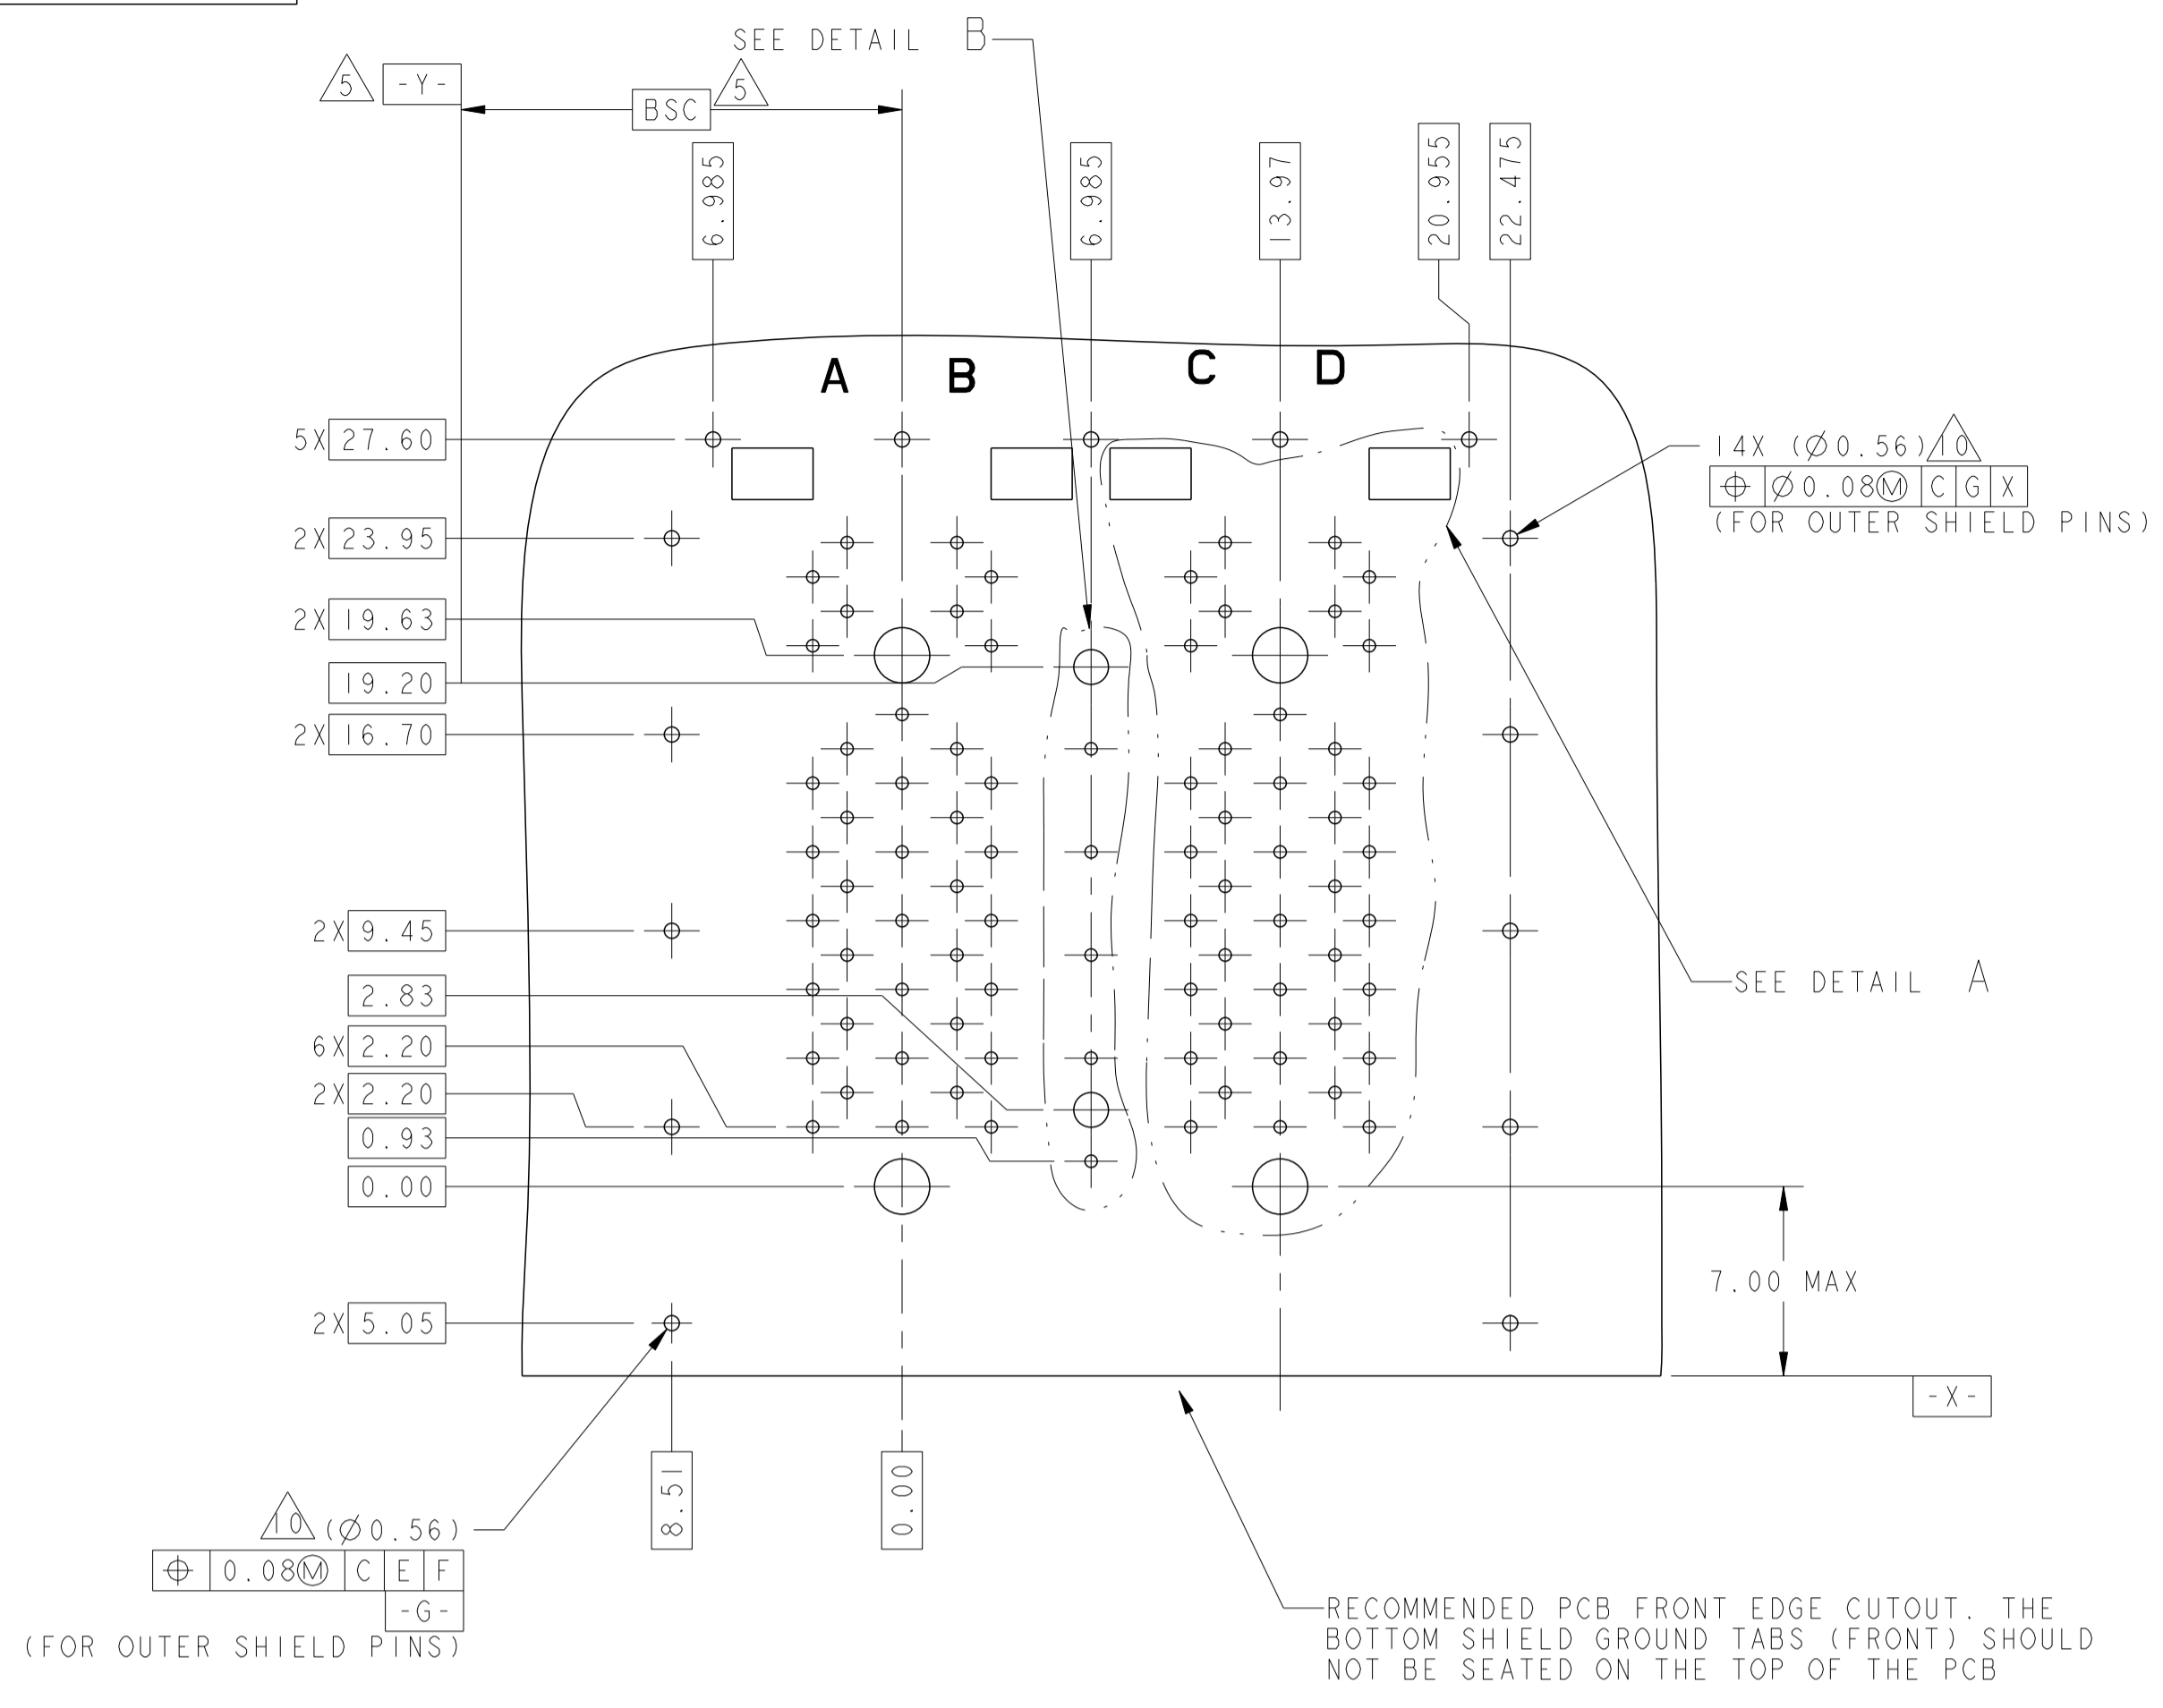 SEE DETAIL B
5 -Y-
BSC 5
6.985
6.985
13.97
20.955
22.475
A B C D
5X 27.60
14X (Ø0.56) 10
⌖ Ø0.08Ⓜ C G X
(FOR OUTER SHIELD PINS)
2X 23.95
2X 19.63
19.20
2X 16.70
2X 9.45
SEE DETAIL A
2.83
6X 2.20
2X 2.20
0.93
0.00
7.00 MAX
2X 5.05
-X-
8.51
0.00
10 (Ø0.56)
⌖ 0.08Ⓜ C E F
-G-
(FOR OUTER SHIELD PINS)
RECOMMENDED PCB FRONT EDGE CUTOUT. THE
BOTTOM SHIELD GROUND TABS (FRONT) SHOULD
NOT BE SEATED ON THE TOP OF THE PCB